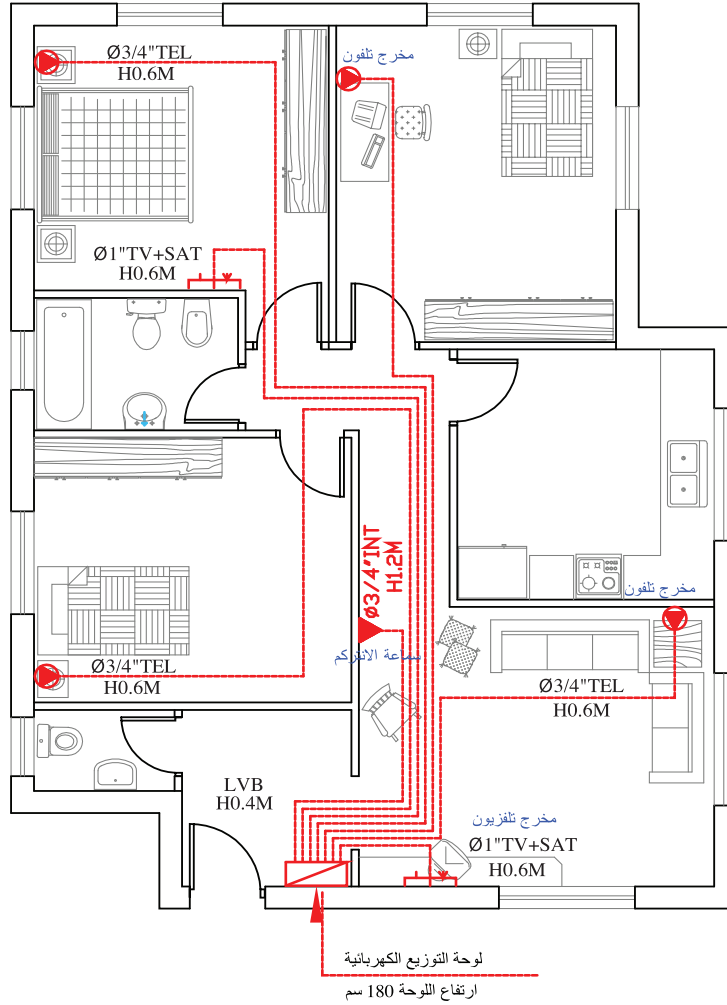 Ø3/4"TEL
H0.6M
مخرج تلفون
Ø1"TV+SAT
H0.6M
Ø3/4"INT
H1.2M
مخرج تلفون
سماعة الانتركم
Ø3/4"TEL
H0.6M
Ø3/4"TEL
H0.6M
LVB
H0.4M
مخرج تلفزيون
Ø1"TV+SAT
H0.6M
لوحة التوزيع الكهربائية
ارتفاع اللوحة 180 سم